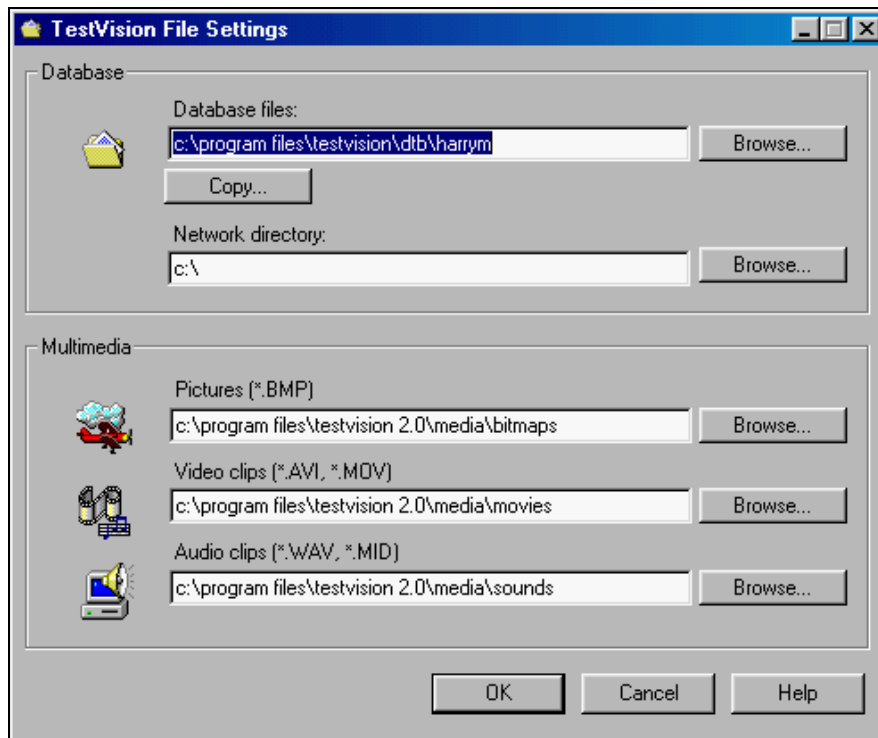 TestVision File Settings
Database
Database files:
c:\program files\testvision\dtb\harrym
Browse...
Copy...
Network directory:
c:\
Browse...
Multimedia
Pictures (*.BMP)
c:\program files\testvision 2.0\media\bitmaps
Browse...
Video clips (*.AVI, *.MOV)
c:\program files\testvision 2.0\media\movies
Browse...
Audio clips (*.WAV, *.MID)
c:\program files\testvision 2.0\media\sounds
Browse...
OK
Cancel
Help